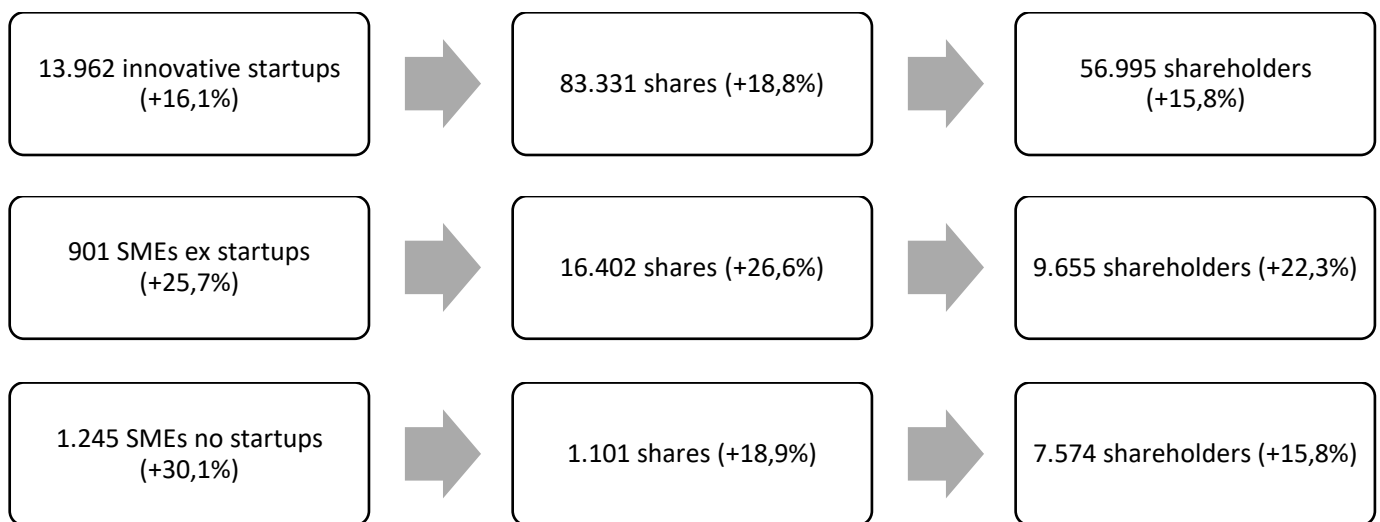 13.962 innovative startups
(+16,1%)
83.331 shares (+18,8%)
56.995 shareholders
(+15,8%)
901 SMEs ex startups
(+25,7%)
16.402 shares (+26,6%)
9.655 shareholders (+22,3%)
1.245 SMEs no startups
(+30,1%)
1.101 shares (+18,9%)
7.574 shareholders (+15,8%)